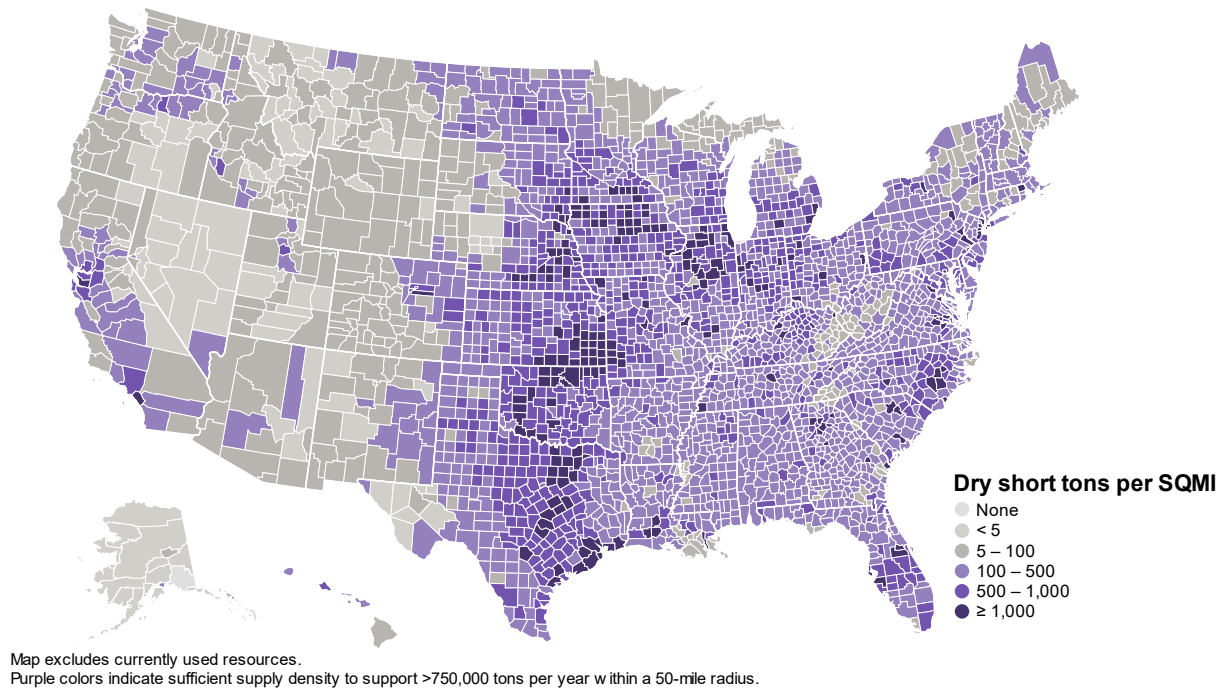 Dry short tons per SQMI
None
< 5
5 – 100
100 – 500
500 – 1,000
≥ 1,000
Map excludes currently used resources.
Purple colors indicate sufficient supply density to support >750,000 tons per year within a 50-mile radius.